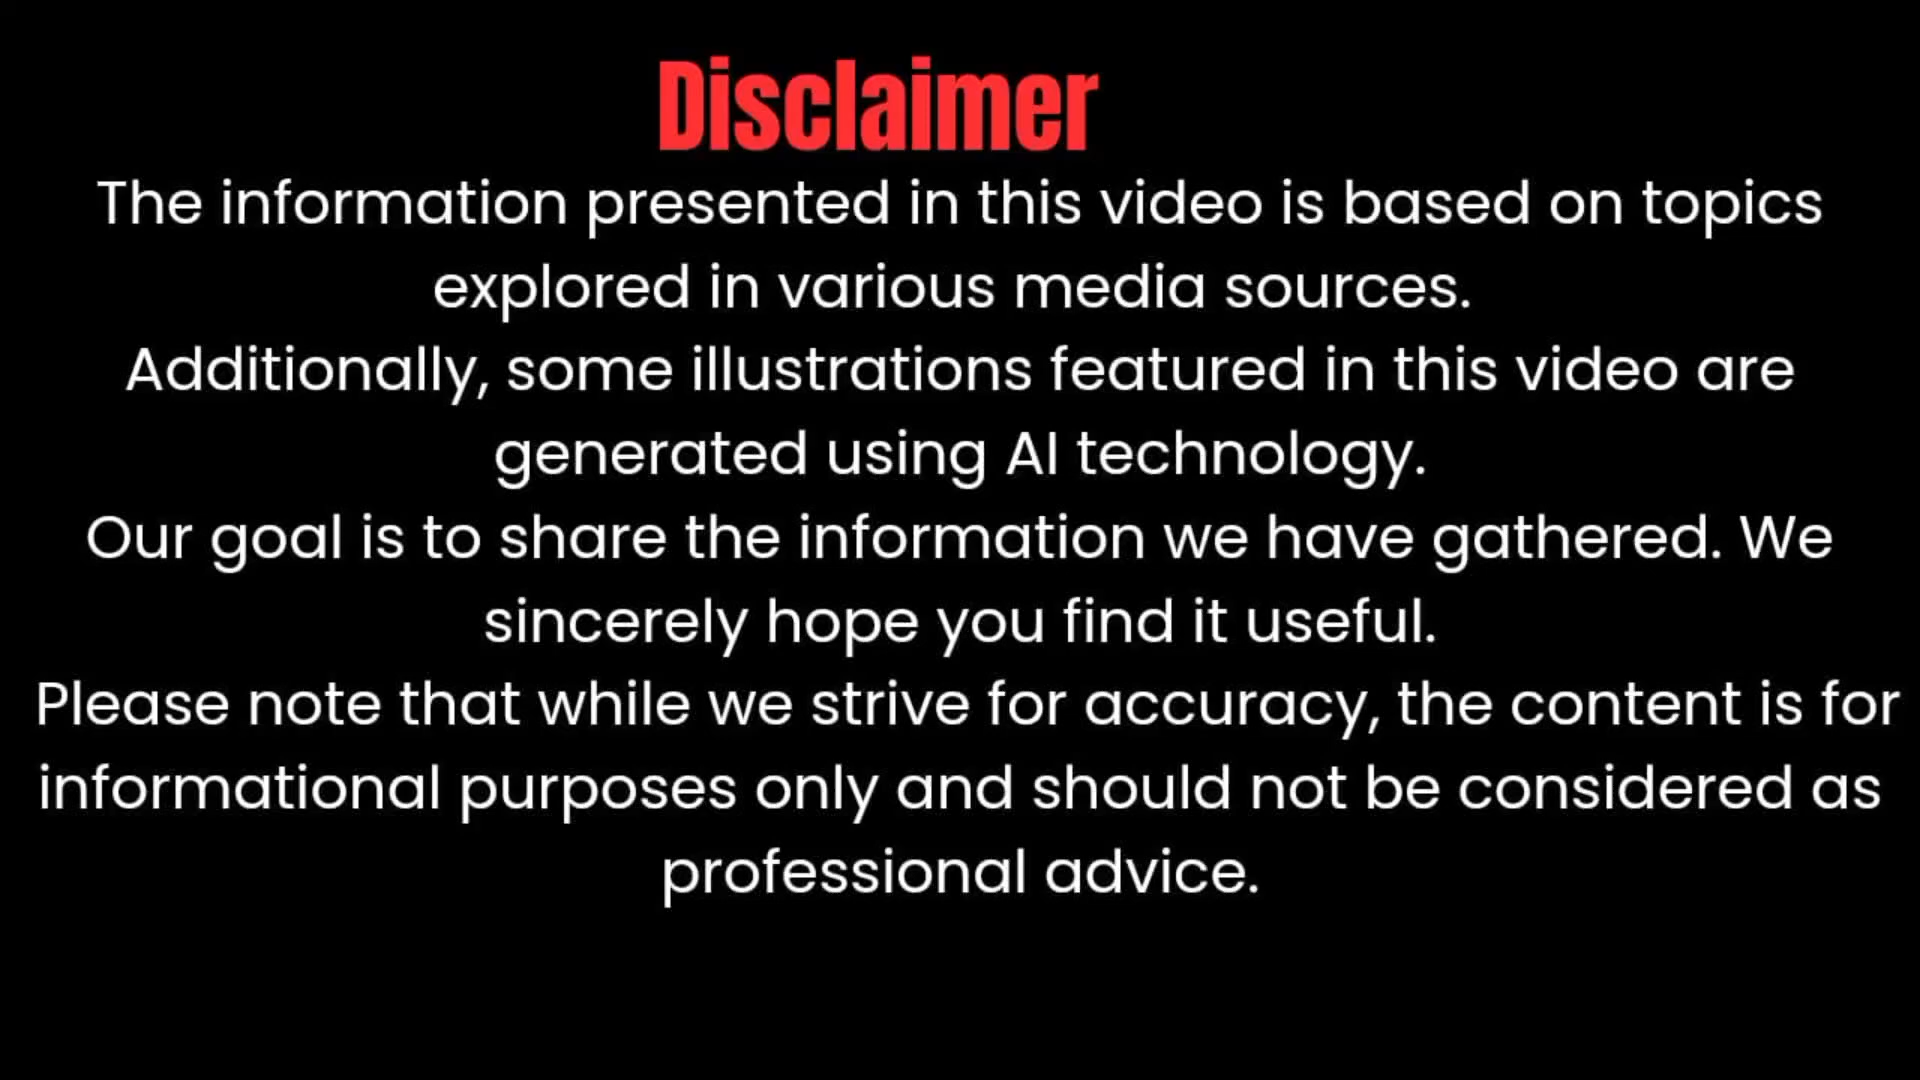 Disclaimer
The information presented in this video is based on topics
explored in various media sources.
Additionally, some illustrations featured in this video are
generated using AI technology.
Our goal is to share the information we have gathered. We
sincerely hope you find it useful.
Please note that while we strive for accuracy, the content is for
informational purposes only and should not be considered as
professional advice.